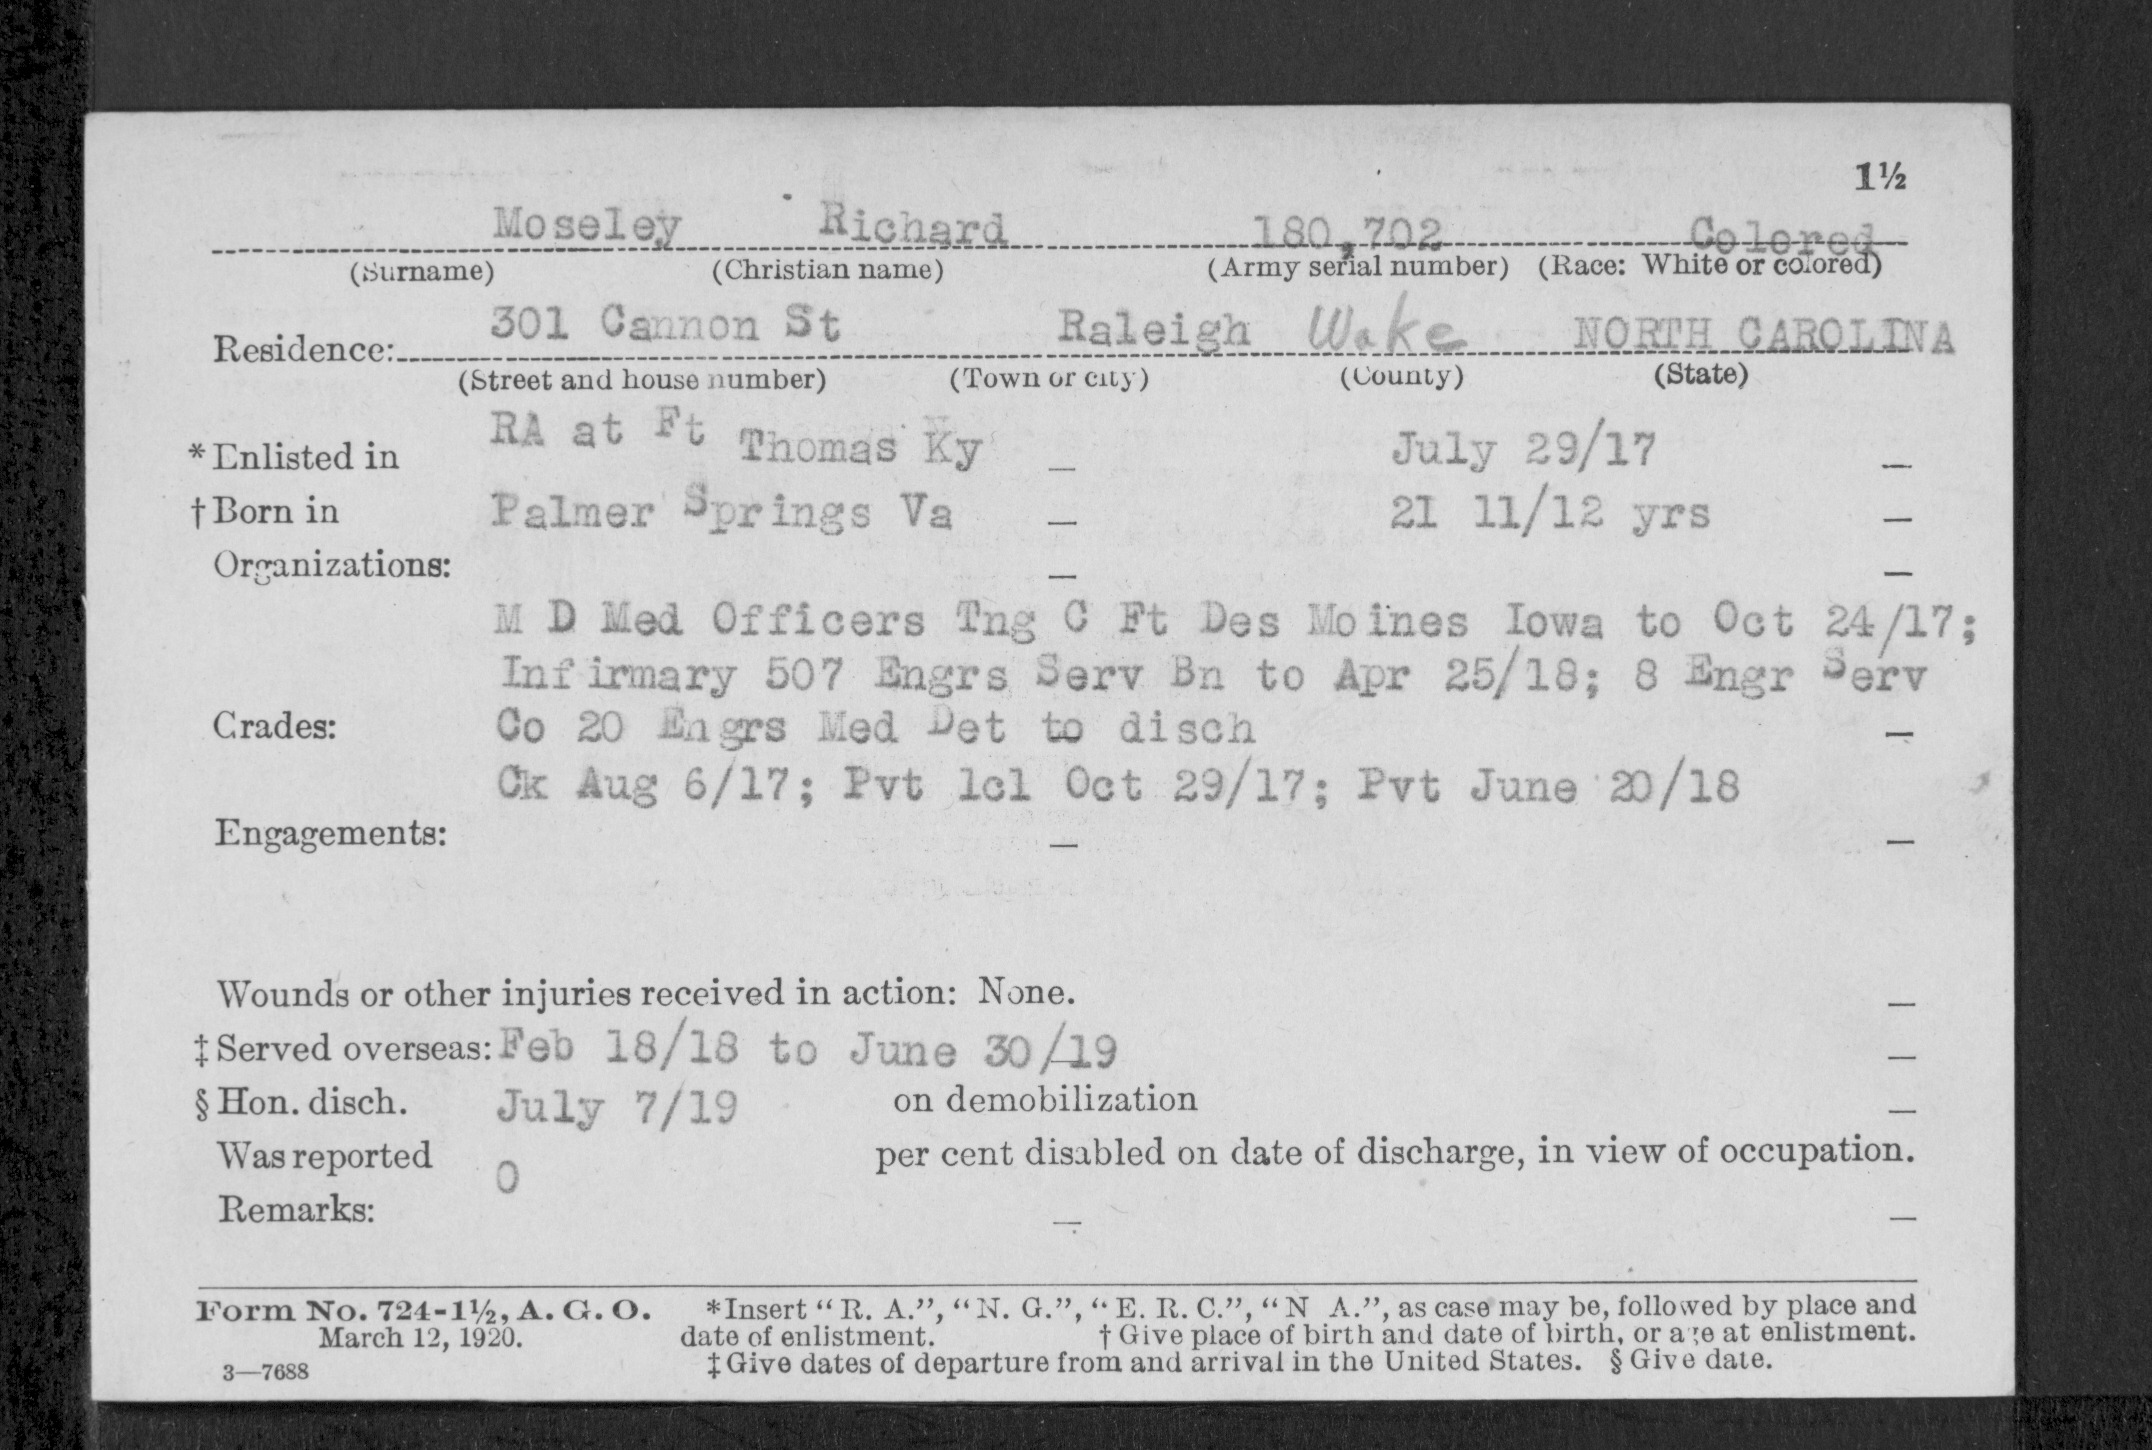 1½
Moseley Richard 180,702 Colored
(Surname) (Christian name) (Army serial number) (Race: White or colored)
Residence: 301 Cannon St Raleigh Wake NORTH CAROLINA
(Street and house number) (Town or city) (County) (State)
*Enlisted in RA at Ft Thomas Ky — July 29/17 —
†Born in Palmer Springs Va — 21 11/12 yrs —
Organizations: — —
M D Med Officers Tng C Ft Des Moines Iowa to Oct 24/17;
Infirmary 507 Engrs Serv Bn to Apr 25/18; 8 Engr Serv
Grades: Co 20 Engrs Med Det to disch —
Ck Aug 6/17; Pvt 1cl Oct 29/17; Pvt June 20/18
Engagements: — —
Wounds or other injuries received in action: None. —
‡Served overseas: Feb 18/18 to June 30/19 —
§Hon. disch. July 7/19 on demobilization —
Was reported 0 per cent disabled on date of discharge, in view of occupation.
Remarks: — —
Form No. 724-1½, A. G. O. *Insert "R. A.", "N. G.", "E. R. C.", "N A.", as case may be, followed by place and
March 12, 1920. date of enlistment. †Give place of birth and date of birth, or age at enlistment.
3—7688 ‡Give dates of departure from and arrival in the United States. §Give date.